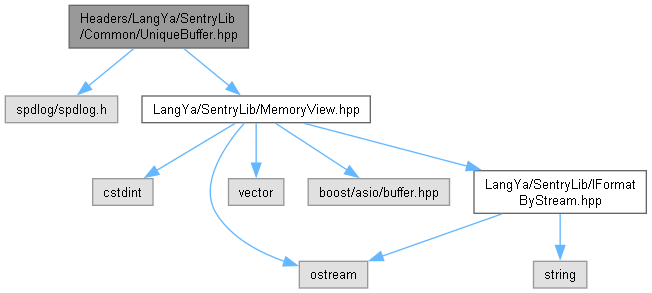 Headers/LangYa/SentryLib
/Common/UniqueBuffer.hpp
spdlog/spdlog.h
LangYa/SentryLib/MemoryView.hpp
cstdint
vector
boost/asio/buffer.hpp
LangYa/SentryLib/IFormat
ByStream.hpp
ostream
string